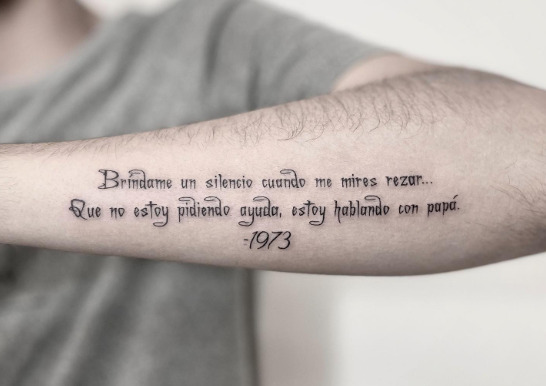 Bríndame un silencio cuando me mires rezar...
Que no estoy pidiendo ayuda, estoy hablando con papá.
-1973